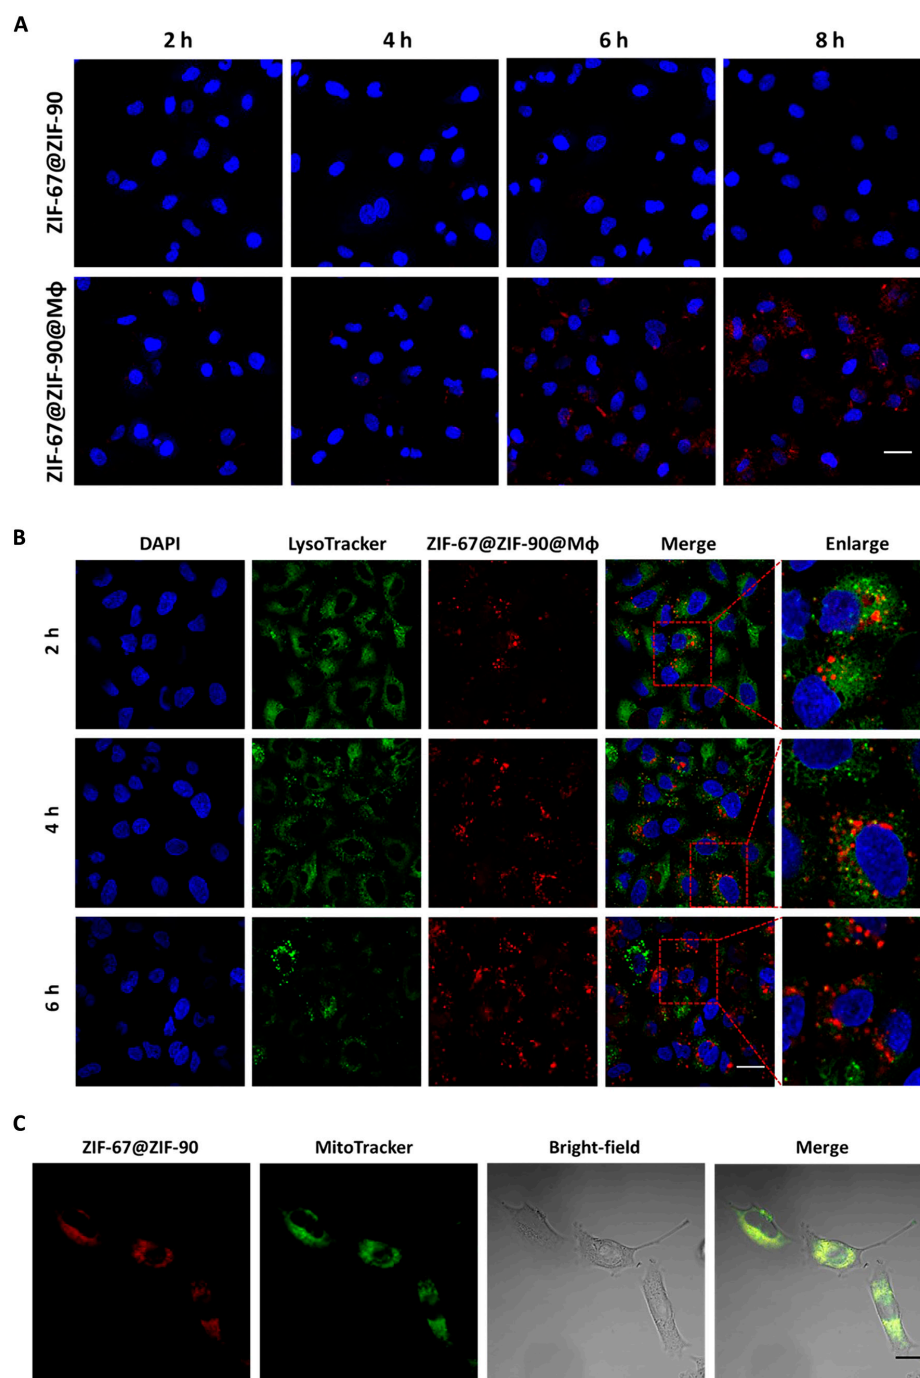 A
2 h 4 h 6 h 8 h
ZIF-67@ZIF-90
ZIF-67@ZIF-90@Mϕ
B
DAPI LysoTracker ZIF-67@ZIF-90@Mϕ Merge Enlarge
2 h
4 h
6 h
C
ZIF-67@ZIF-90 MitoTracker Bright-field Merge